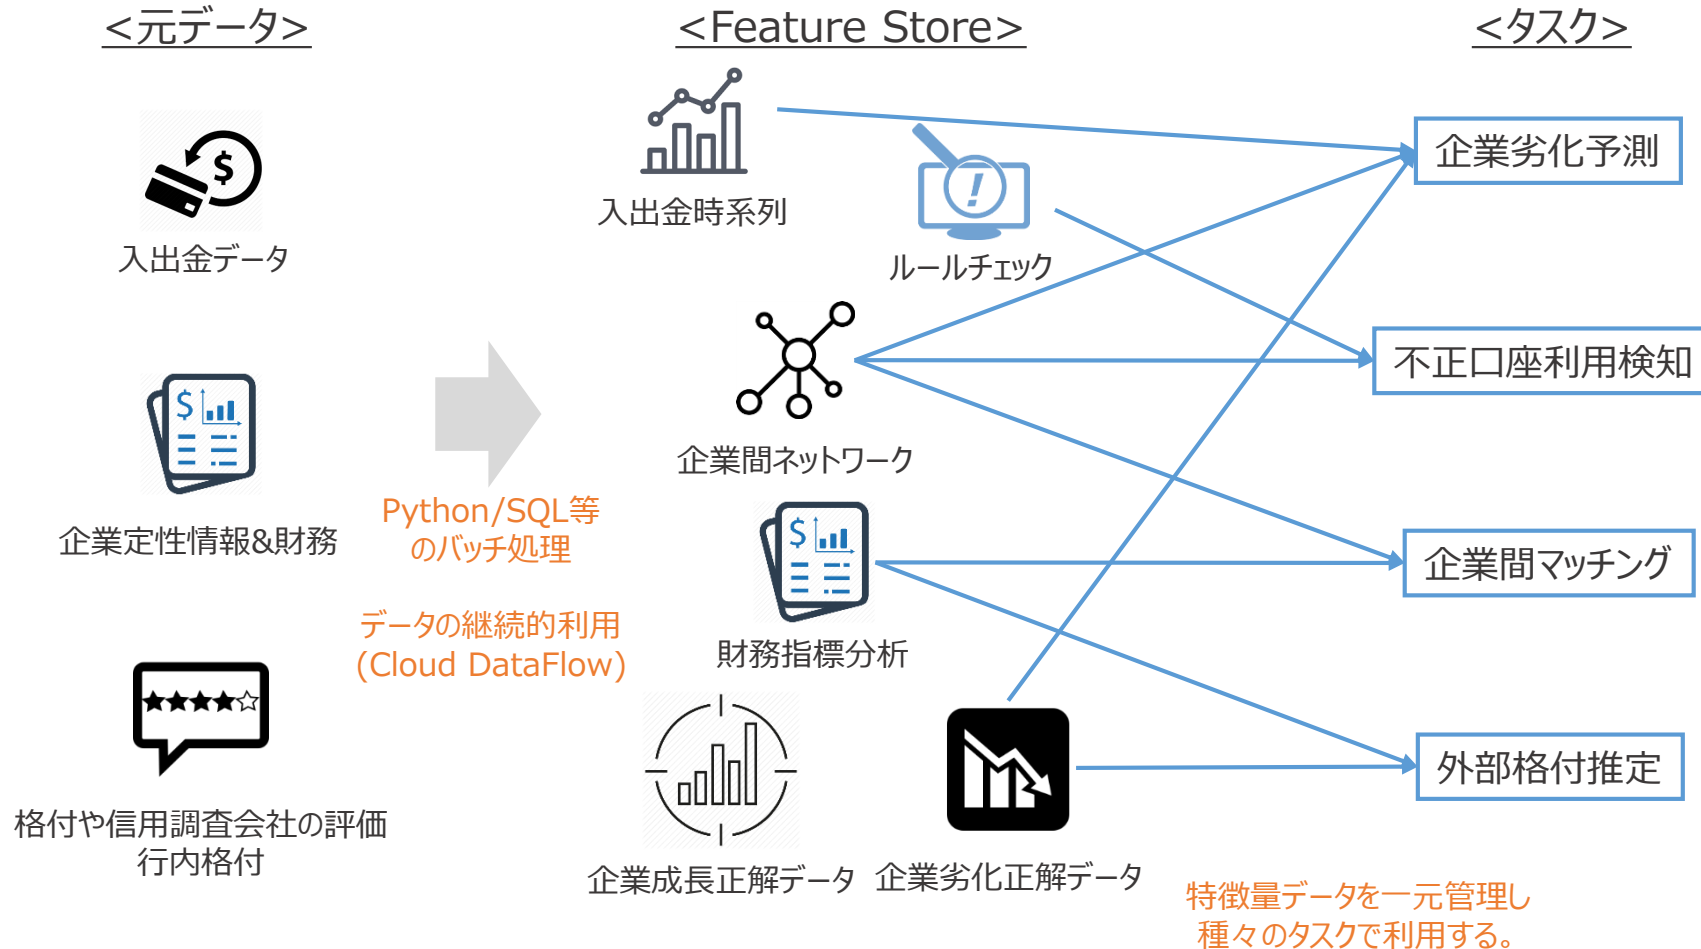 <元データ>
<Feature Store>
<タスク>
入出金データ
企業定性情報&財務
格付や信用調査会社の評価
行内格付
Python/SQL等
のバッチ処理
データの継続的利用
(Cloud DataFlow)
入出金時系列
ルールチェック
企業間ネットワーク
財務指標分析
企業成長正解データ
企業劣化正解データ
企業劣化予測
不正口座利用検知
企業間マッチング
外部格付推定
特徴量データを一元管理し
種々のタスクで利用する。